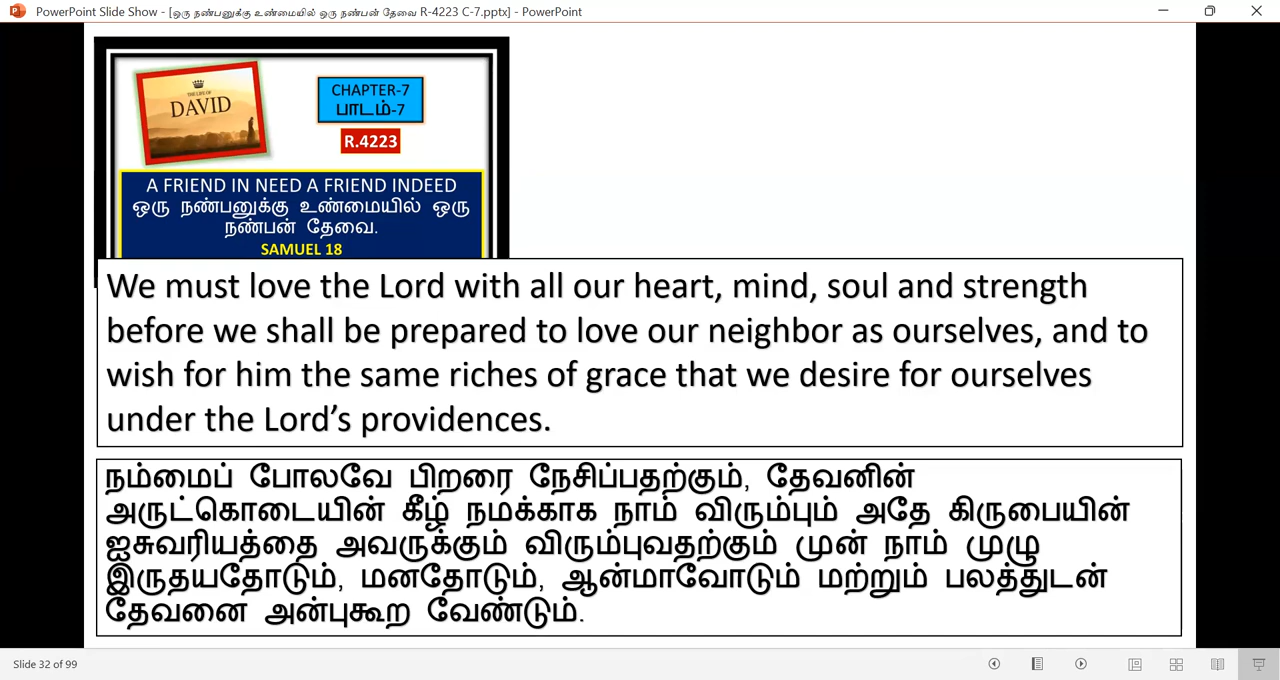 PowerPoint Slide Show - [ஒரு நண்பனுக்கு உண்மையில் ஒரு நண்பன் தேவை R-4223 C-7.pptx] - PowerPoint
THE LIFE OF
DAVID
CHAPTER-7
பாடம்-7
R.4223
A FRIEND IN NEED A FRIEND INDEED
ஒரு நண்பனுக்கு உண்மையில் ஒரு
நண்பன் தேவை.
SAMUEL 18
We must love the Lord with all our heart, mind, soul and strength
before we shall be prepared to love our neighbor as ourselves, and to
wish for him the same riches of grace that we desire for ourselves
under the Lord’s providences.
நம்மைப் போலவே பிறரை நேசிப்பதற்கும், தேவனின்
அருட்கொடையின் கீழ் நமக்காக நாம் விரும்பும் அதே கிருபையின்
ஐசுவரியத்தை அவருக்கும் விரும்புவதற்கும் முன் நாம் முழு
இருதயதோடும், மனதோடும், ஆன்மாவோடும் மற்றும் பலத்துடன்
தேவனை அன்புகூற வேண்டும்.
Slide 32 of 99